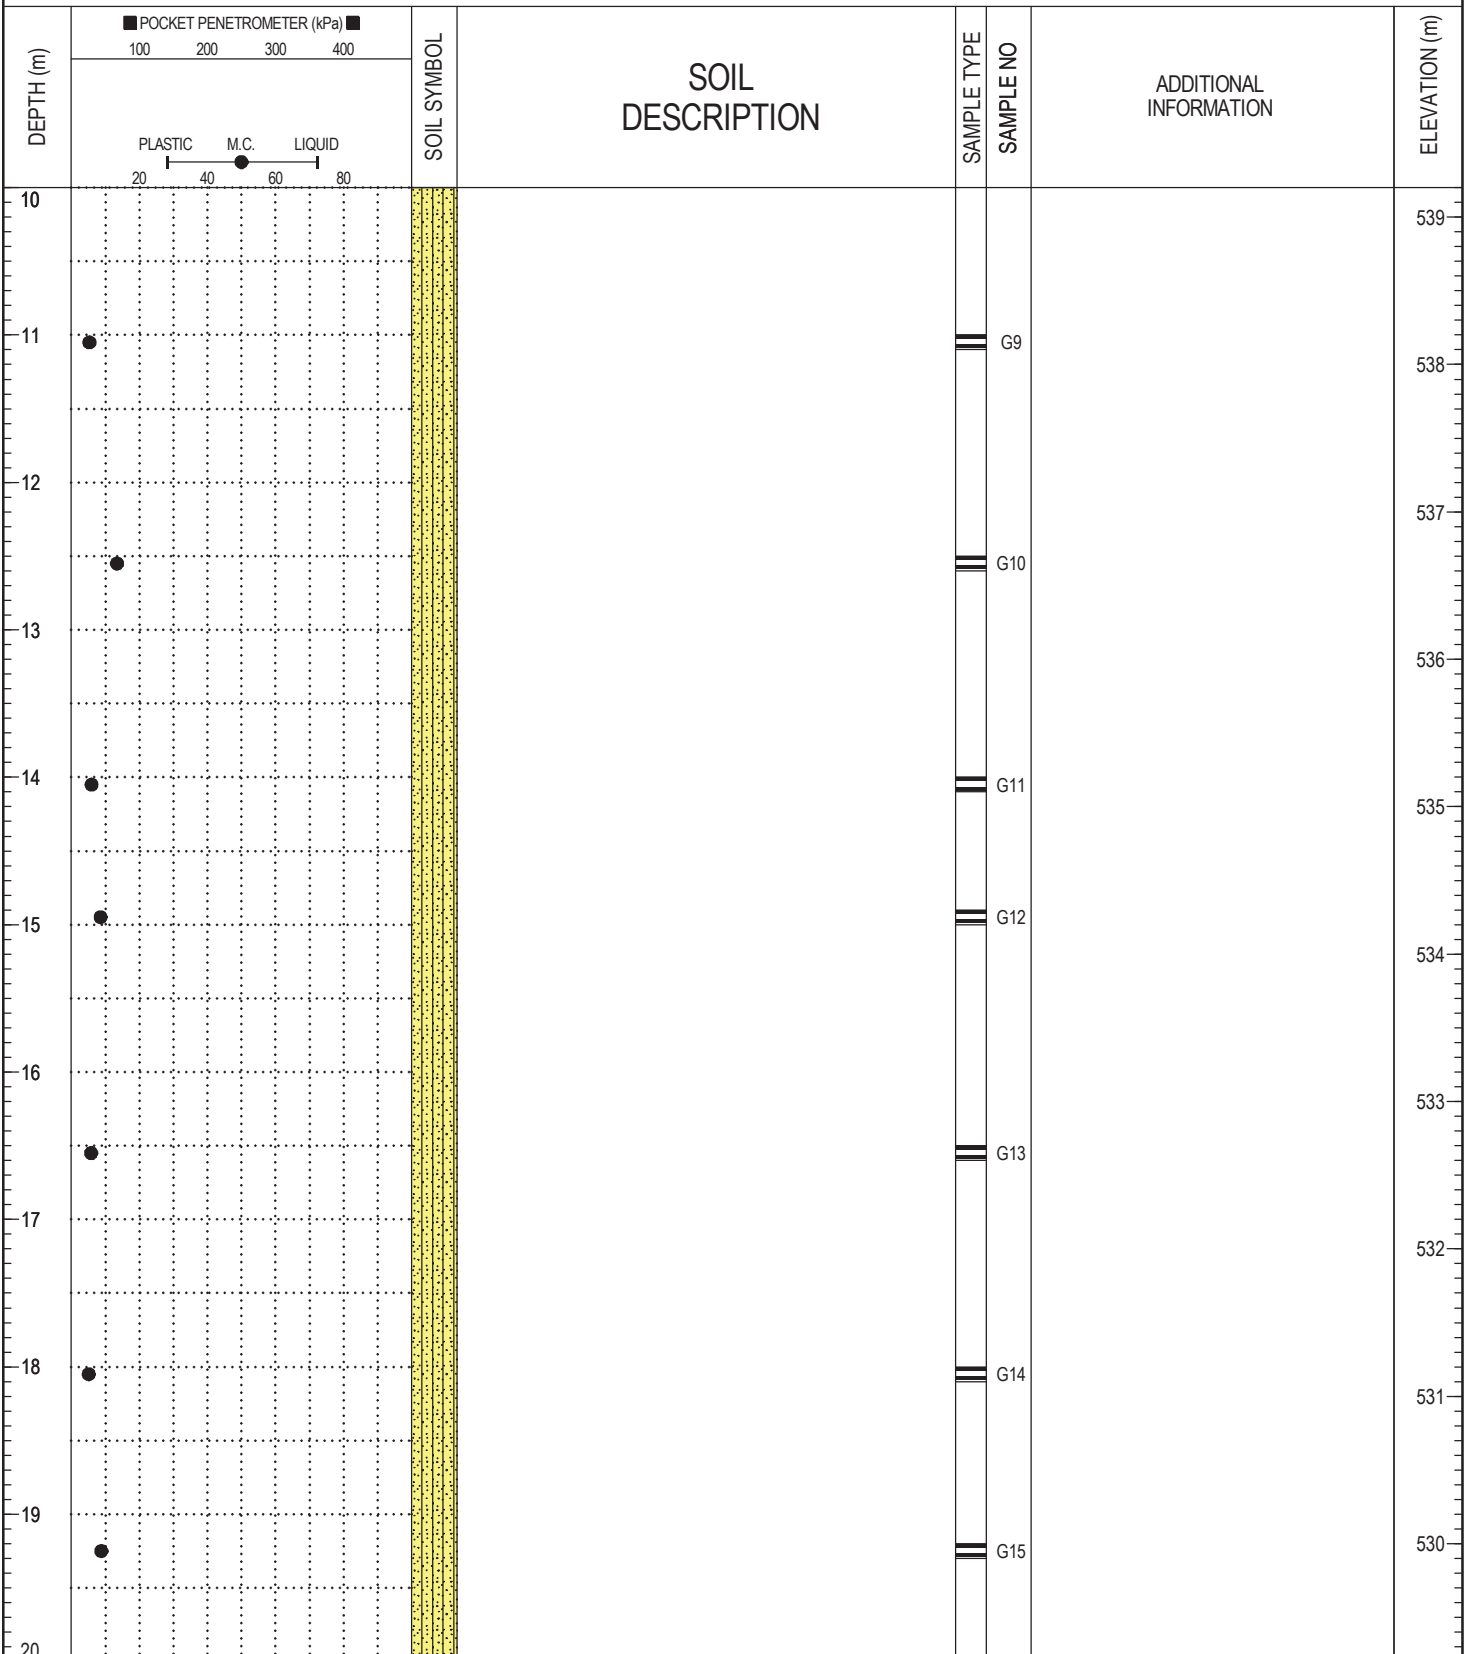 POCKET PENETROMETER (kPa)
100 200 300 400
DEPTH (m)
PLASTIC M.C. LIQUID
20 40 60 80
SOIL SYMBOL
SOIL
DESCRIPTION
SAMPLE TYPE
SAMPLE NO
ADDITIONAL
INFORMATION
ELEVATION (m)
10
539
11
G9
538
12
537
G10
13
536
14
G11
535
G12
15
534
16
533
G13
17
532
18
G14
531
19
530
G15
20